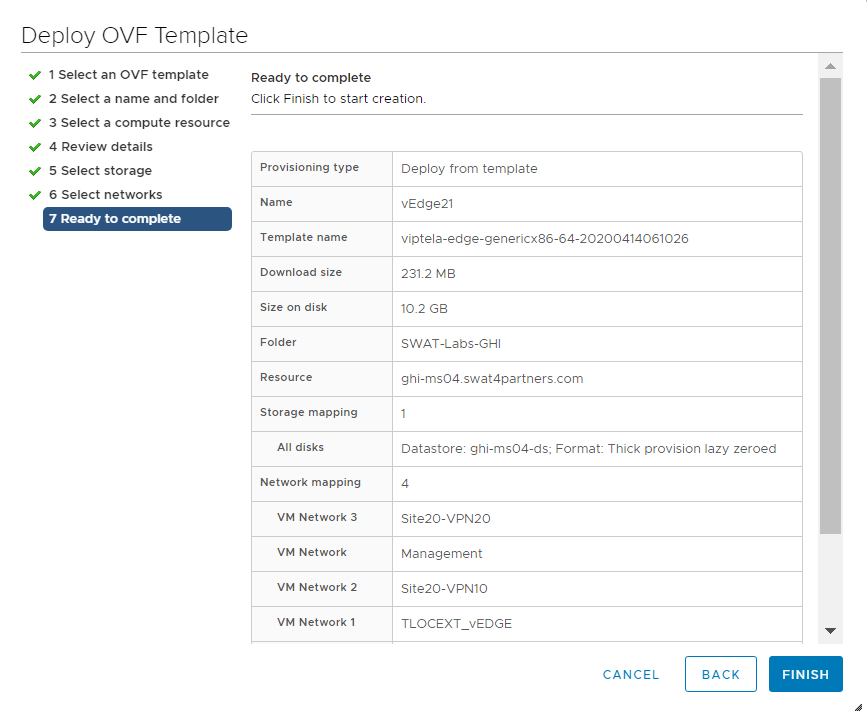 Deploy OVF Template
1 Select an OVF template
2 Select a name and folder
3 Select a compute resource
4 Review details
5 Select storage
6 Select networks
7 Ready to complete
Ready to complete
Click Finish to start creation.
Provisioning type Deploy from template
Name vEdge21
Template name viptela-edge-genericx86-64-20200414061026
Download size 231.2 MB
Size on disk 10.2 GB
Folder SWAT-Labs-GHI
Resource ghi-ms04.swat4partners.com
Storage mapping 1
All disks Datastore: ghi-ms04-ds; Format: Thick provision lazy zeroed
Network mapping 4
VM Network 3 Site20-VPN20
VM Network Management
VM Network 2 Site20-VPN10
VM Network 1 TLOCEXT_vEDGE
CANCEL BACK FINISH